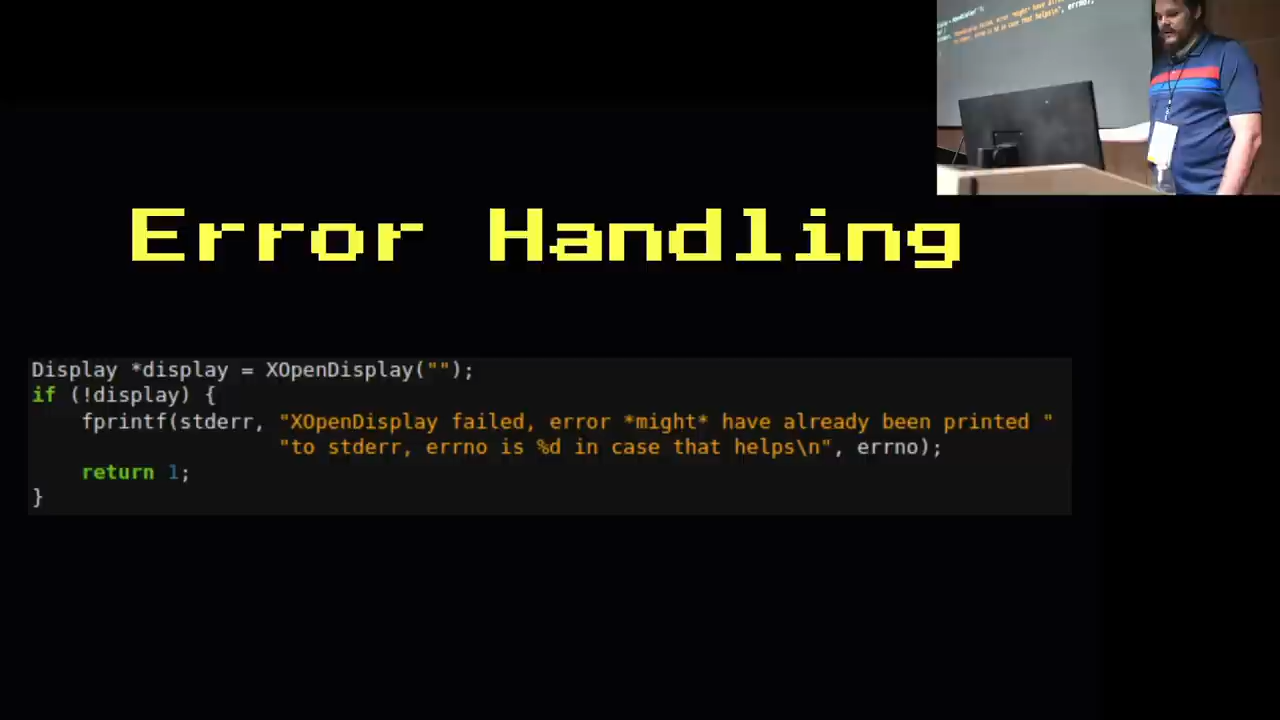 Error Handling
Display *display = XOpenDisplay("");
if (!display) {
    fprintf(stderr, "XOpenDisplay failed, error *might* have already been printed "
                    "to stderr, errno is %d in case that helps\n", errno);
    return 1;
}